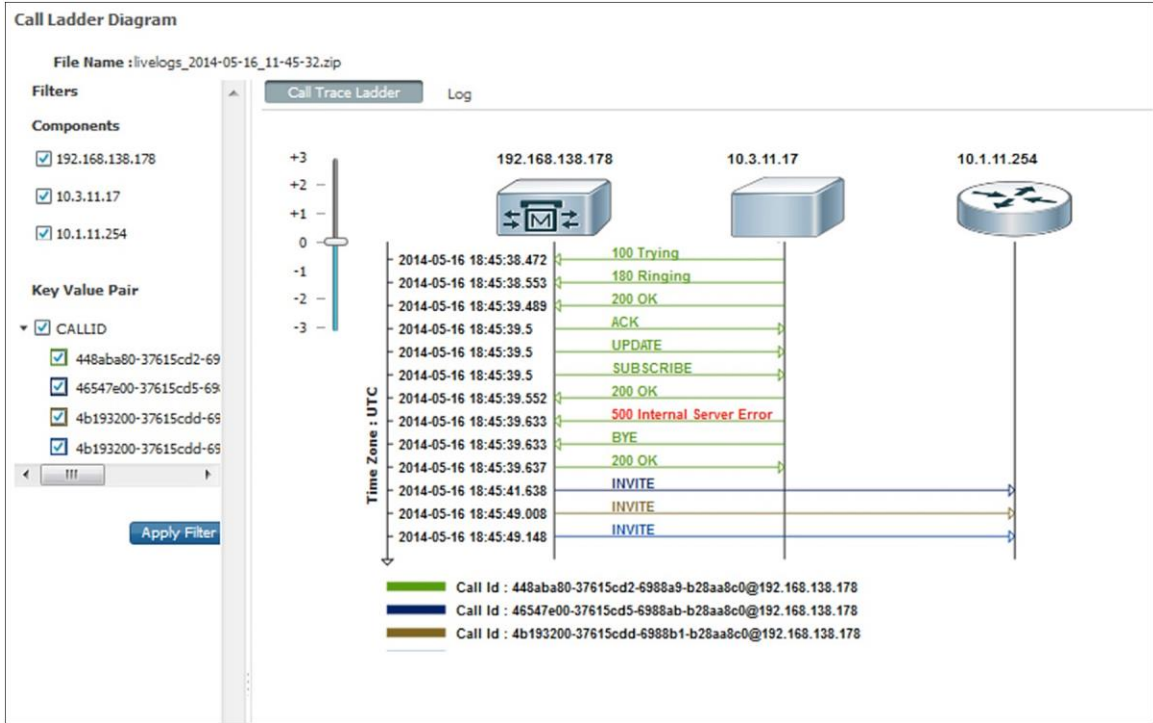 Call Ladder Diagram
File Name :livelogs_2014-05-16_11-45-32.zip
Filters
Components
192.168.138.178
10.3.11.17
10.1.11.254
Key Value Pair
CALLID
448aba80-37615cd2-69
46547e00-37615cd5-69
4b193200-37615cdd-69
4b193200-37615cdd-69
Apply Filter
Call Trace Ladder Log
+3
+2
+1
0
-1
-2
-3
192.168.138.178 10.3.11.17 10.1.11.254
M
Time Zone : UTC
2014-05-16 18:45:38.472 100 Trying
2014-05-16 18:45:38.553 180 Ringing
2014-05-16 18:45:39.489 200 OK
2014-05-16 18:45:39.5 ACK
2014-05-16 18:45:39.5 UPDATE
2014-05-16 18:45:39.5 SUBSCRIBE
2014-05-16 18:45:39.552 200 OK
2014-05-16 18:45:39.633 500 Internal Server Error
2014-05-16 18:45:39.633 BYE
2014-05-16 18:45:39.637 200 OK
2014-05-16 18:45:41.638 INVITE
2014-05-16 18:45:49.008 INVITE
2014-05-16 18:45:49.148 INVITE
Call Id : 448aba80-37615cd2-6988a9-b28aa8c0@192.168.138.178
Call Id : 46547e00-37615cd5-6988ab-b28aa8c0@192.168.138.178
Call Id : 4b193200-37615cdd-6988b1-b28aa8c0@192.168.138.178